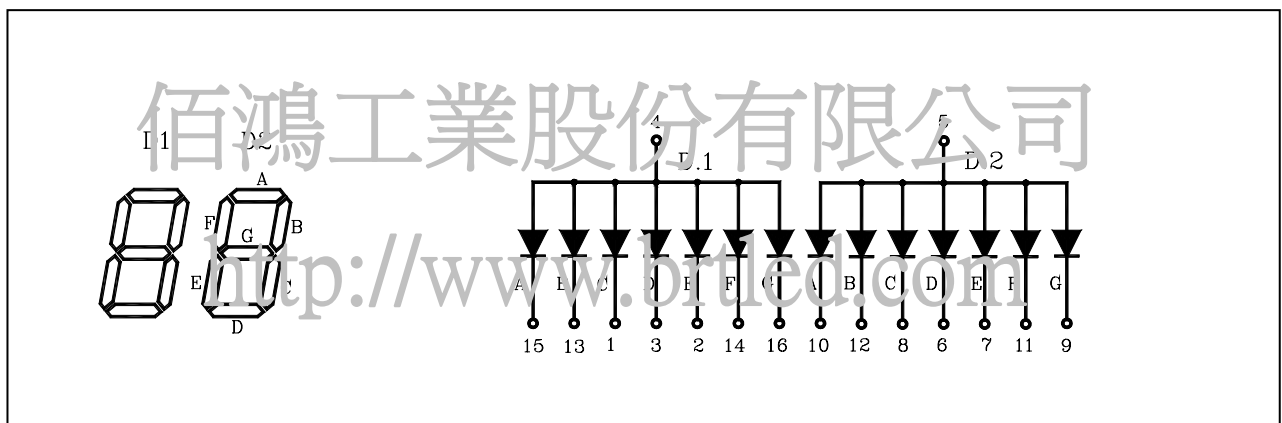 佰鴻工業股份有限公司
D1 D2
4 5
D.1 D.2
A
F B
G
E C
D
http://www.brtled.com
A B C D E F G A B C D E F G
15 13 1 3 2 14 16 10 12 8 6 7 11 9